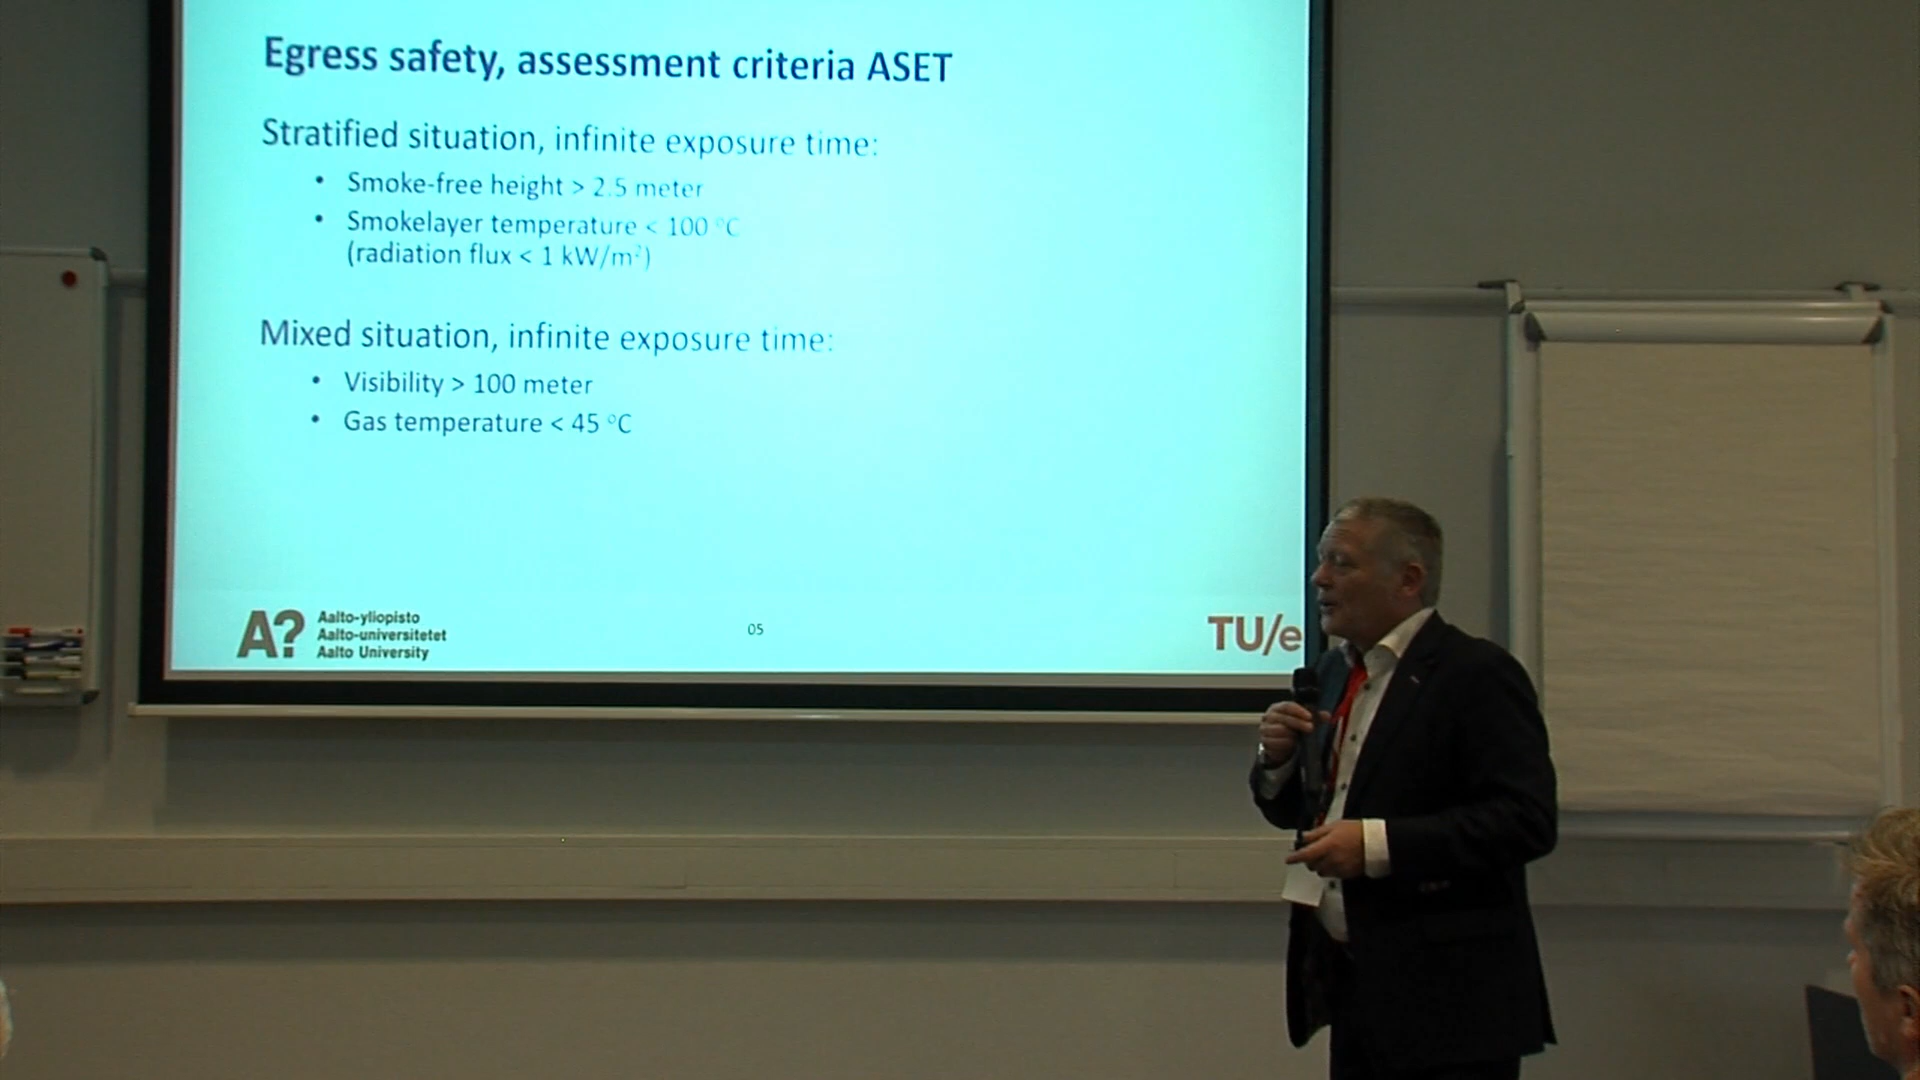 Egress safety, assessment criteria ASET
Stratified situation, infinite exposure time:
• Smoke-free height > 2.5 meter
• Smokelayer temperature < 100 °C
(radiation flux < 1 kW/m²)
Mixed situation, infinite exposure time:
• Visibility > 100 meter
• Gas temperature < 45 °C
A?
Aalto-yliopisto
Aalto-universitetet
Aalto University
05
TU/e